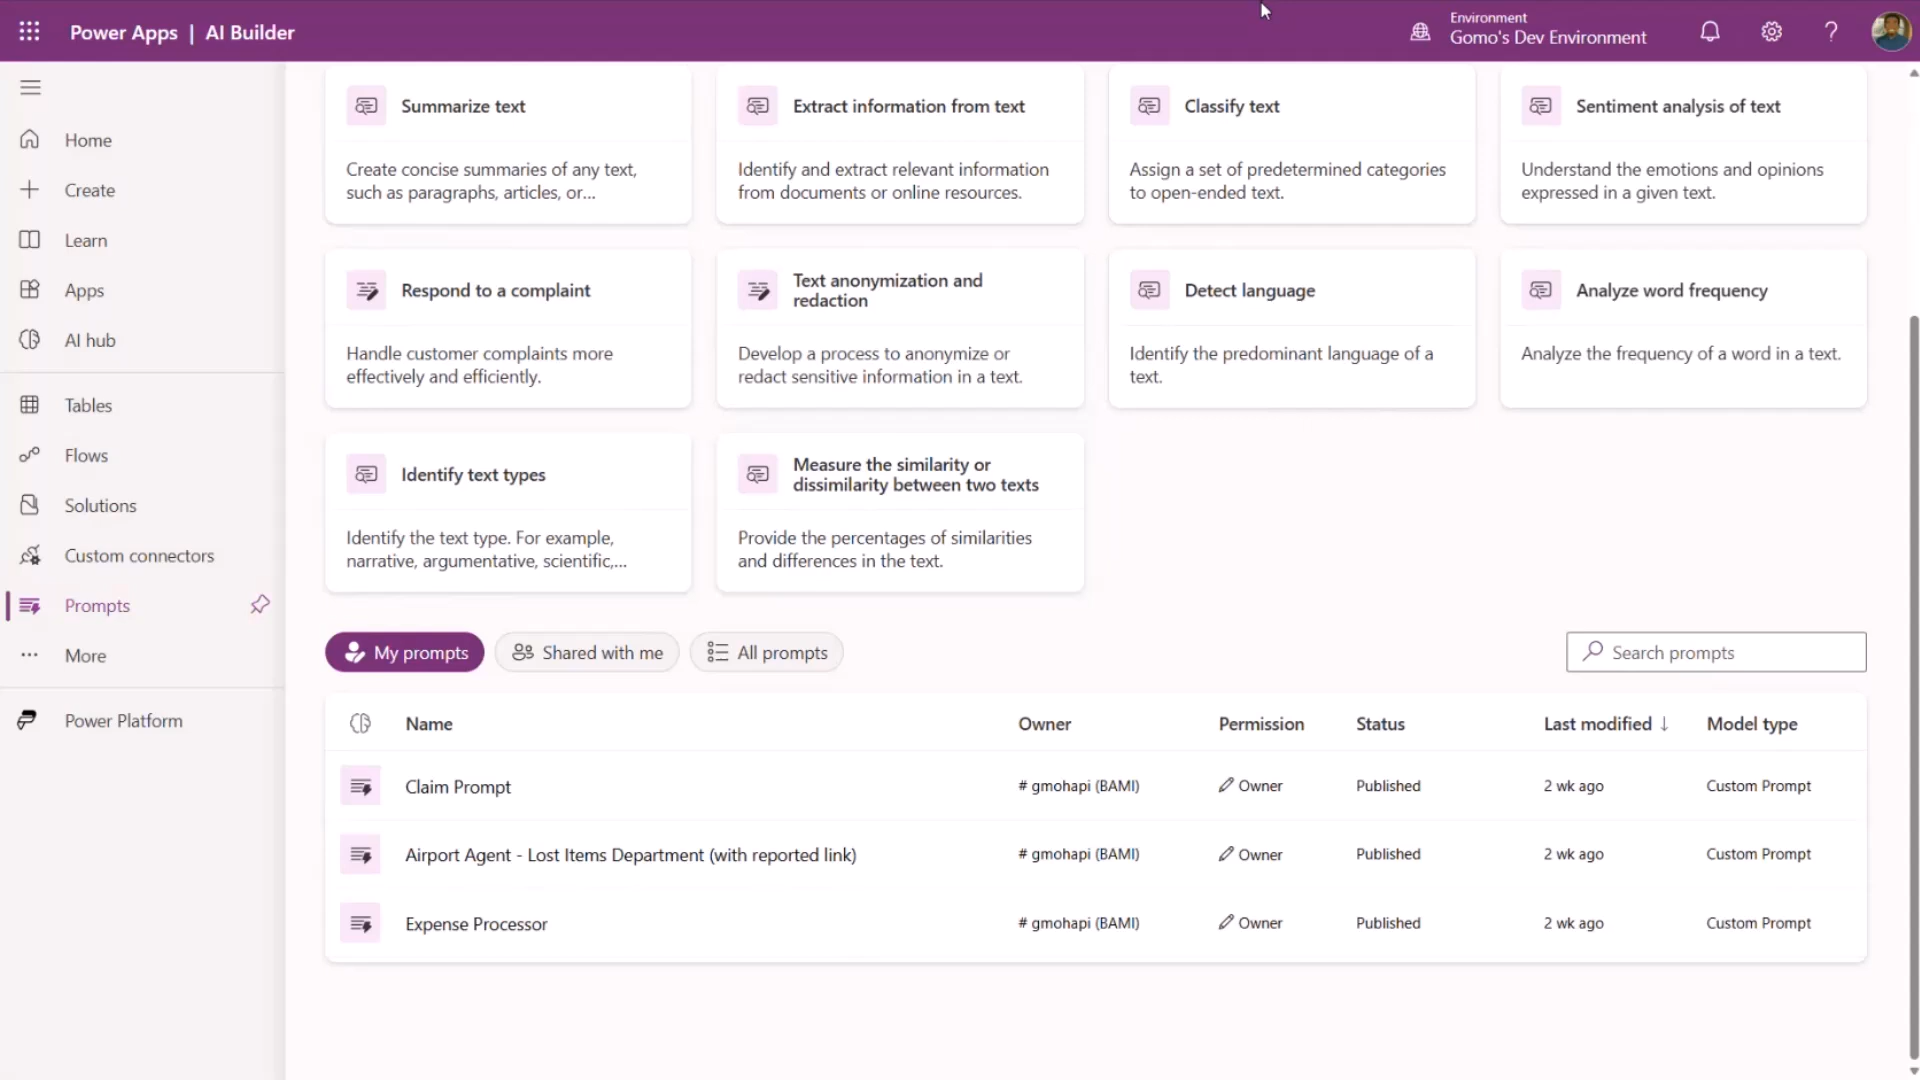 Power Apps | AI Builder
Environment
Gomo's Dev Environment
Home
Create
Learn
Apps
AI hub
Tables
Flows
Solutions
Custom connectors
Prompts
More
Power Platform
Summarize text
Create concise summaries of any text,
such as paragraphs, articles, or...
Extract information from text
Identify and extract relevant information
from documents or online resources.
Classify text
Assign a set of predetermined categories
to open-ended text.
Sentiment analysis of text
Understand the emotions and opinions
expressed in a given text.
Respond to a complaint
Handle customer complaints more
effectively and efficiently.
Text anonymization and
redaction
Develop a process to anonymize or
redact sensitive information in a text.
Detect language
Identify the predominant language of a
text.
Analyze word frequency
Analyze the frequency of a word in a text.
Identify text types
Identify the text type. For example,
narrative, argumentative, scientific,...
Measure the similarity or
dissimilarity between two texts
Provide the percentages of similarities
and differences in the text.
My prompts
Shared with me
All prompts
Search prompts
Name Owner Permission Status Last modified ↓ Model type
Claim Prompt # gmohapi (BAMI) Owner Published 2 wk ago Custom Prompt
Airport Agent - Lost Items Department (with reported link) # gmohapi (BAMI) Owner Published 2 wk ago Custom Prompt
Expense Processor # gmohapi (BAMI) Owner Published 2 wk ago Custom Prompt